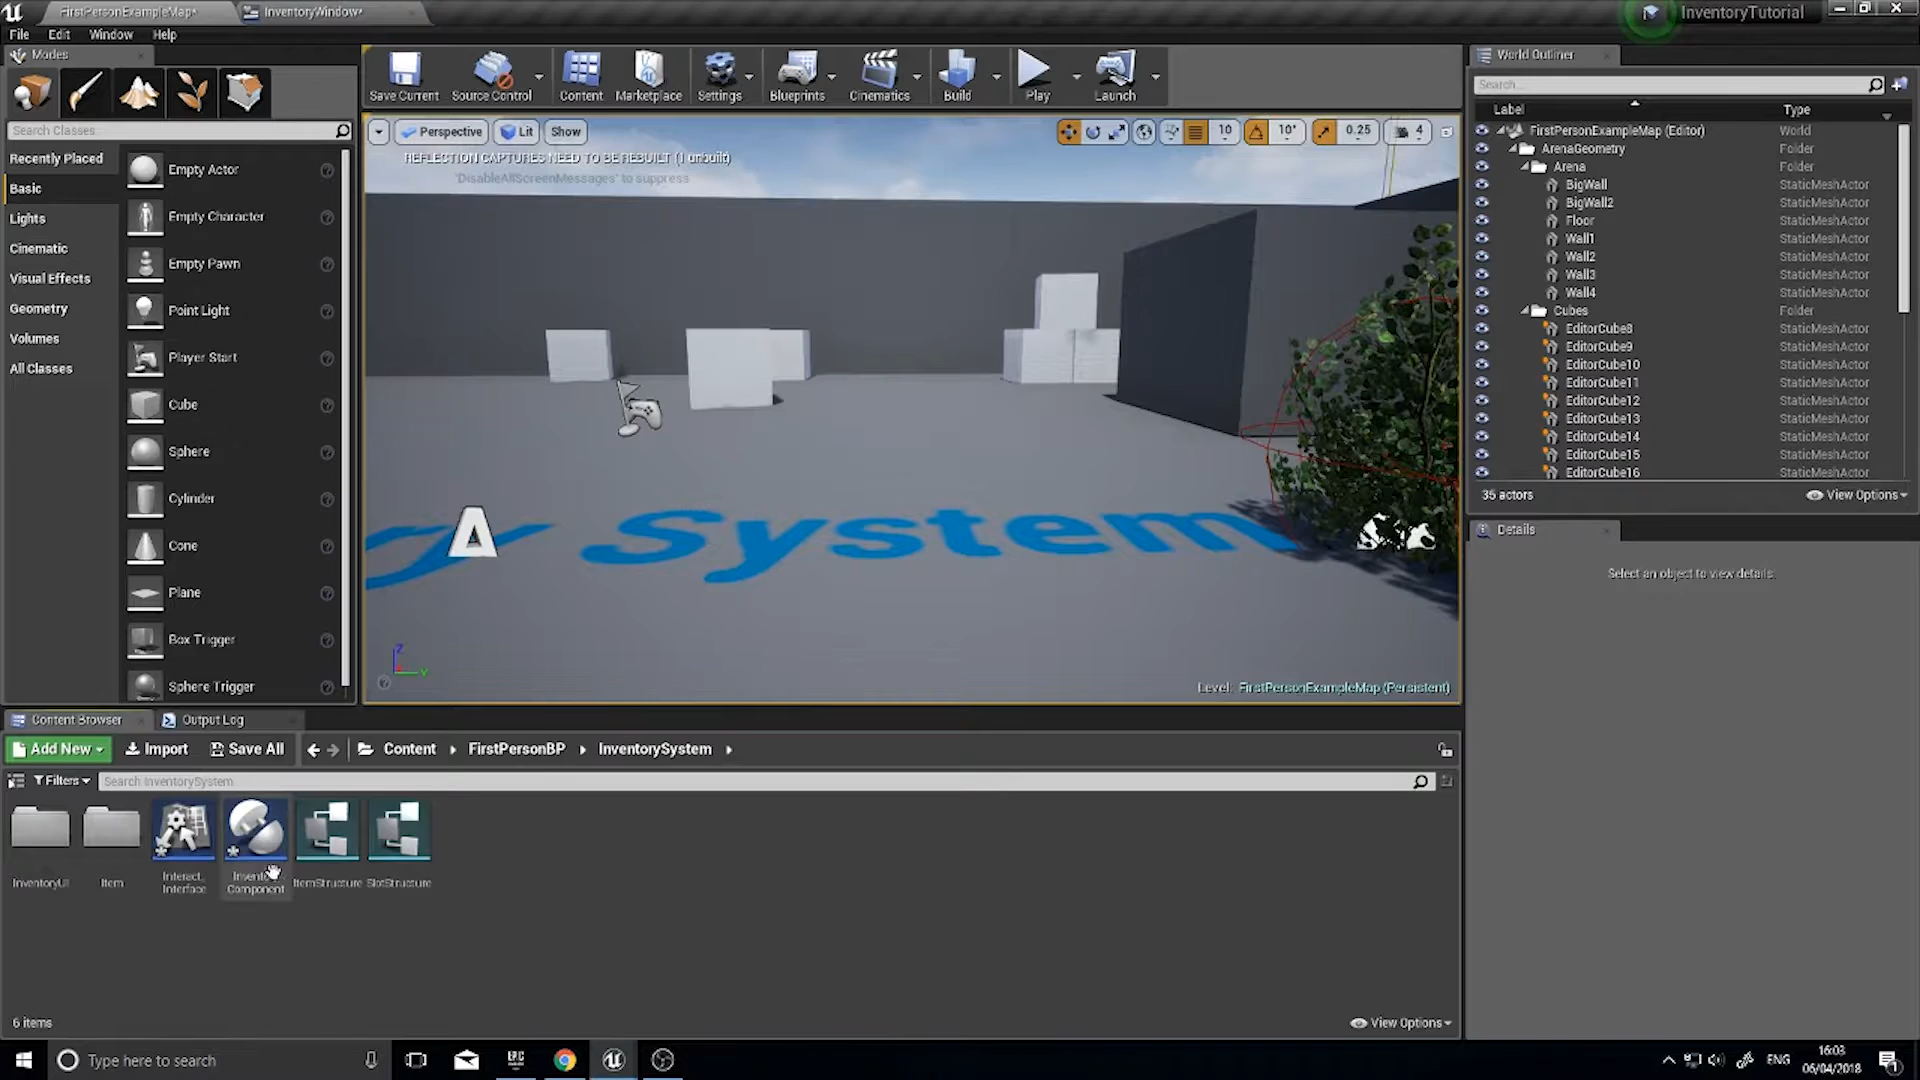 FirstPersonExampleMap*
InventoryWindow*
InventoryTutorial
File Edit Window Help
Modes
Save Current
Source Control
Content
Marketplace
Settings
Blueprints
Cinematics
Build
Play
Launch
World Outliner
Search...
Label Type
FirstPersonExampleMap (Editor) World
ArenaGeometry Folder
Arena Folder
BigWall StaticMeshActor
BigWall2 StaticMeshActor
Floor StaticMeshActor
Wall1 StaticMeshActor
Wall2 StaticMeshActor
Wall3 StaticMeshActor
Wall4 StaticMeshActor
Cubes Folder
EditorCube8 StaticMeshActor
EditorCube9 StaticMeshActor
EditorCube10 StaticMeshActor
EditorCube11 StaticMeshActor
EditorCube12 StaticMeshActor
EditorCube13 StaticMeshActor
EditorCube14 StaticMeshActor
EditorCube15 StaticMeshActor
EditorCube16 StaticMeshActor
35 actors
View Options
Details
Select an object to view details.
Search Classes
Recently Placed
Basic
Lights
Cinematic
Visual Effects
Geometry
Volumes
All Classes
Empty Actor
Empty Character
Empty Pawn
Point Light
Player Start
Cube
Sphere
Cylinder
Cone
Plane
Box Trigger
Sphere Trigger
Perspective Lit Show
10 10° 0.25 4
REFLECTION CAPTURES NEED TO BE REBUILT (1 unbuilt)
'DisableAllScreenMessages' to suppress
A
ry System
Z
Y
Level: FirstPersonExampleMap (Persistent)
Content Browser
Output Log
Add New Import Save All Content FirstPersonBP InventorySystem
Filters Search InventorySystem
InventoryUI
Item
Interact_
Interface
Component
ItemStructure
SlotStructure
6 items
View Options
Type here to search
EPIC
ENG
16:03
06/04/2018
1